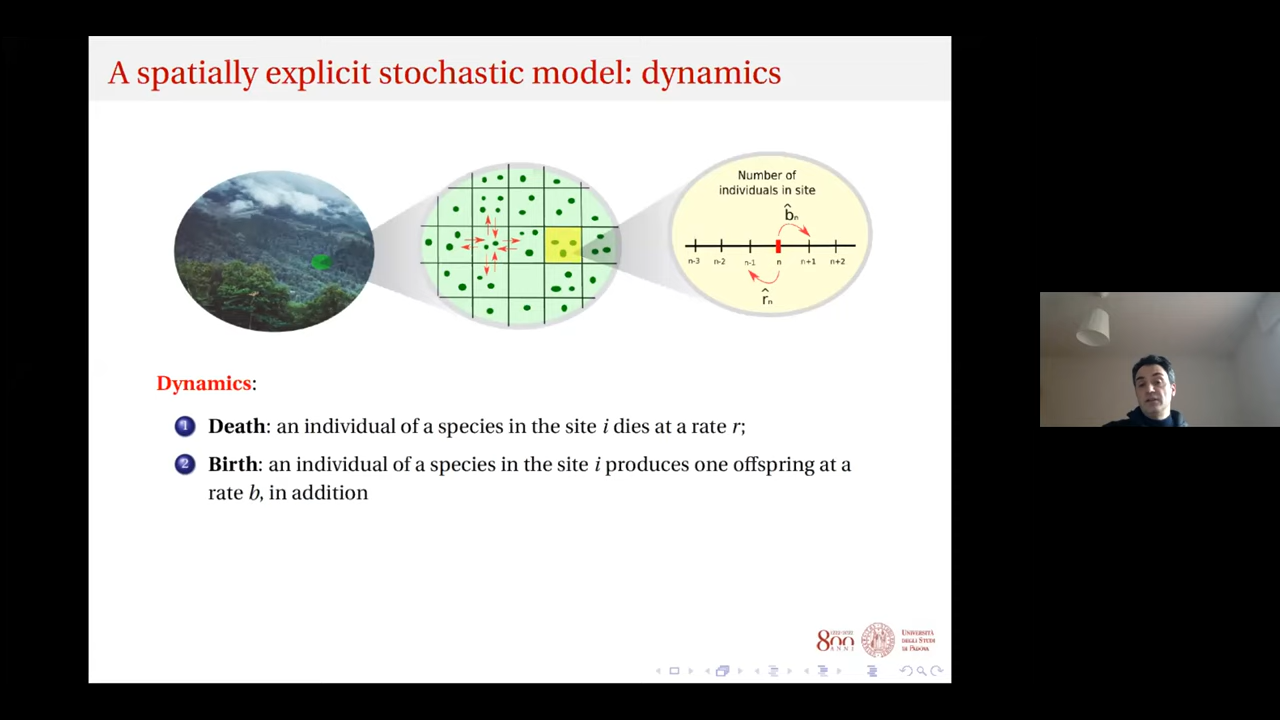 A spatially explicit stochastic model: dynamics
Number of
individuals in site
b̂n
n-3 n-2 n-1 n n+1 n+2
r̂n
Dynamics:
1 Death: an individual of a species in the site i dies at a rate r;
2 Birth: an individual of a species in the site i produces one offspring at a
rate b, in addition
800
ANNI
UNIVERSITÀ
DEGLI STUDI
DI PADOVA